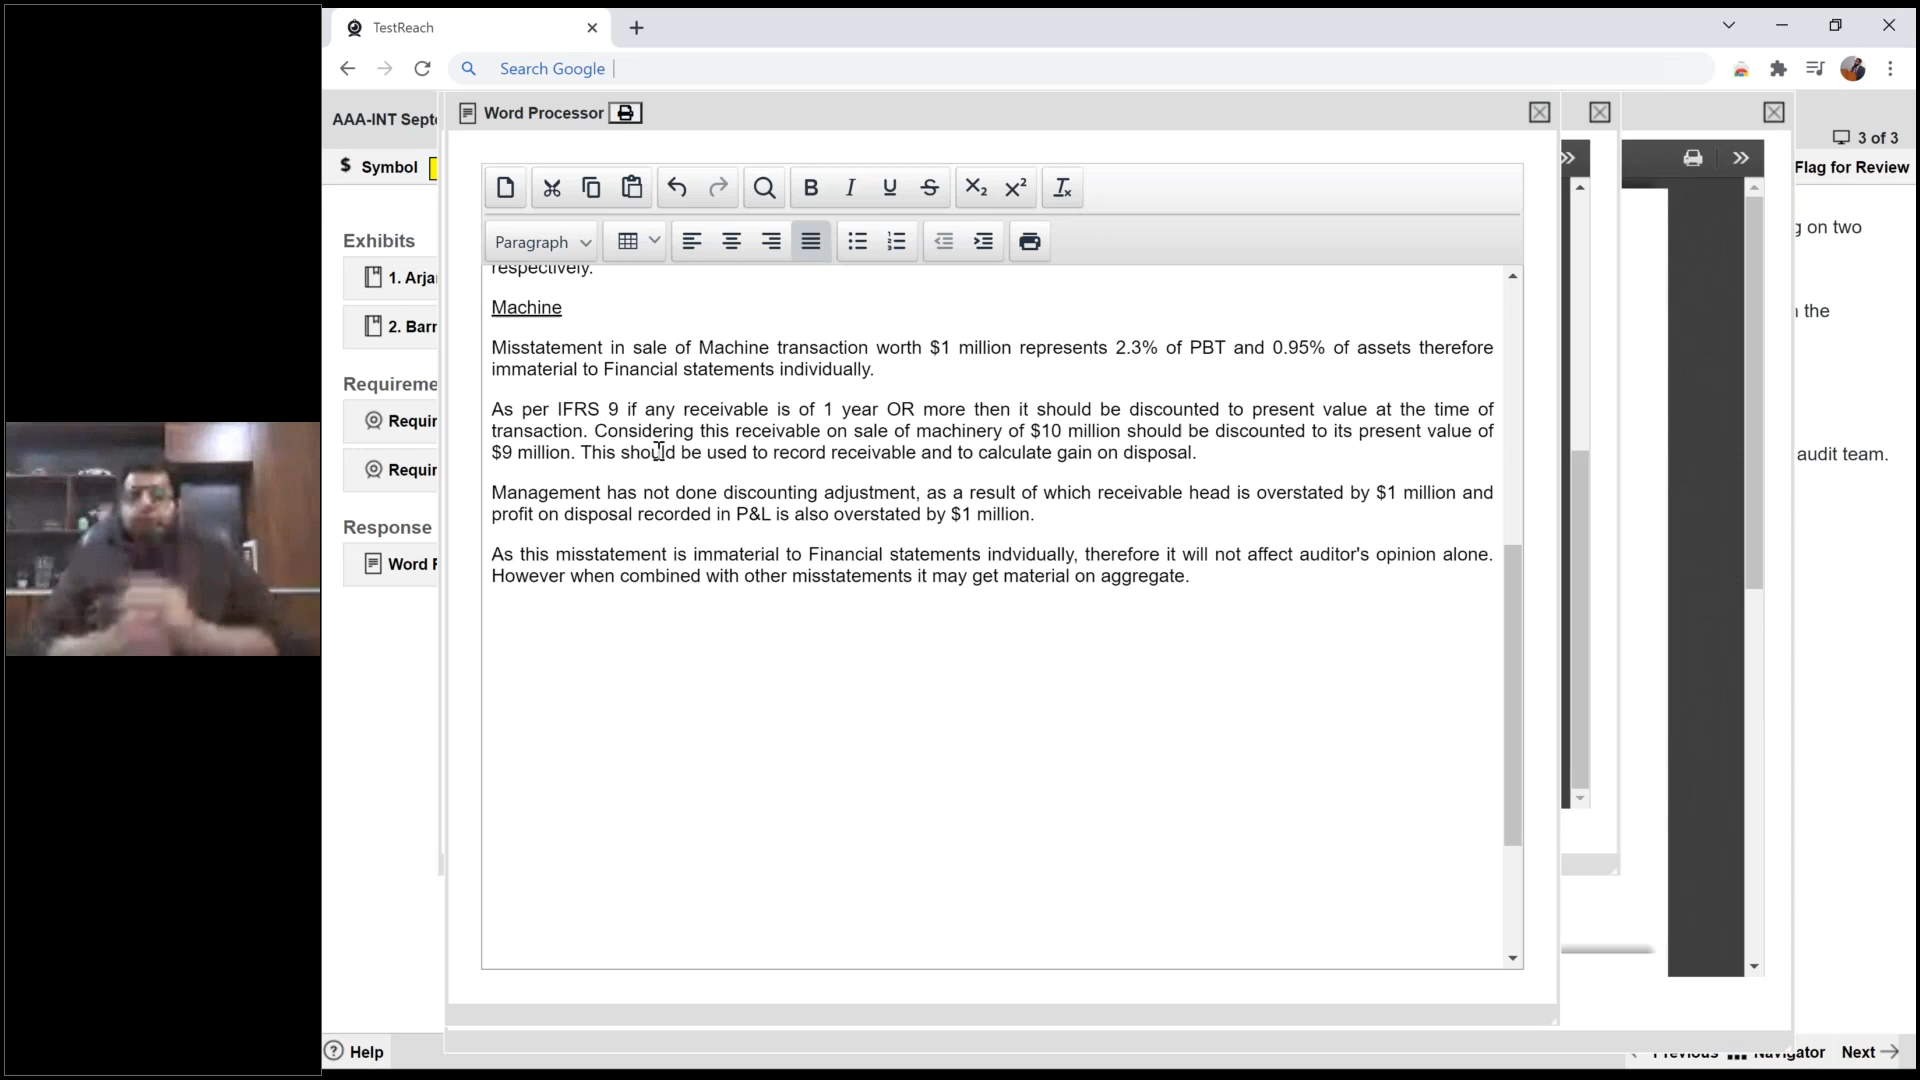 TestReach
Search Google
AAA-INT Septe
Word Processor
3 of 3
$ Symbol
Flag for Review
Paragraph
Exhibits
1. Arja
2. Barr
Requireme
Requir
Requir
Response
Word P
respectively.
Machine
Misstatement in sale of Machine transaction worth $1 million represents 2.3% of PBT and 0.95% of assets therefore
immaterial to Financial statements individually.
As per IFRS 9 if any receivable is of 1 year OR more then it should be discounted to present value at the time of
transaction. Considering this receivable on sale of machinery of $10 million should be discounted to its present value of
$9 million. This should be used to record receivable and to calculate gain on disposal.
Management has not done discounting adjustment, as a result of which receivable head is overstated by $1 million and
profit on disposal recorded in P&L is also overstated by $1 million.
As this misstatement is immaterial to Financial statements indvidually, therefore it will not affect auditor's opinion alone.
However when combined with other misstatements it may get material on aggregate.
g on two
the
audit team.
Help
Previous
Navigator
Next